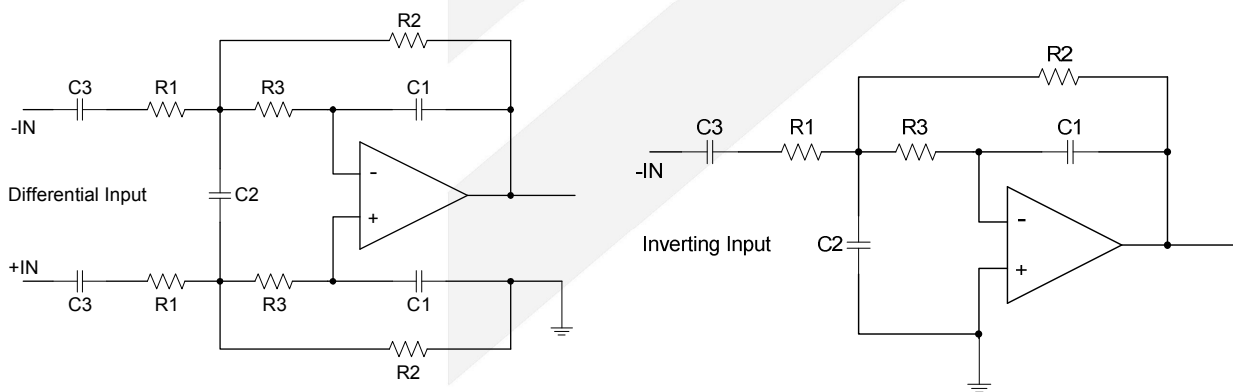 R2
C3 R1 R3 C1
-IN
-
Differential Input
C2
+
+IN
C3 R1 R3 C1
R2
R2
C3 R1 R3 C1
-IN
-
Inverting Input
C2
+